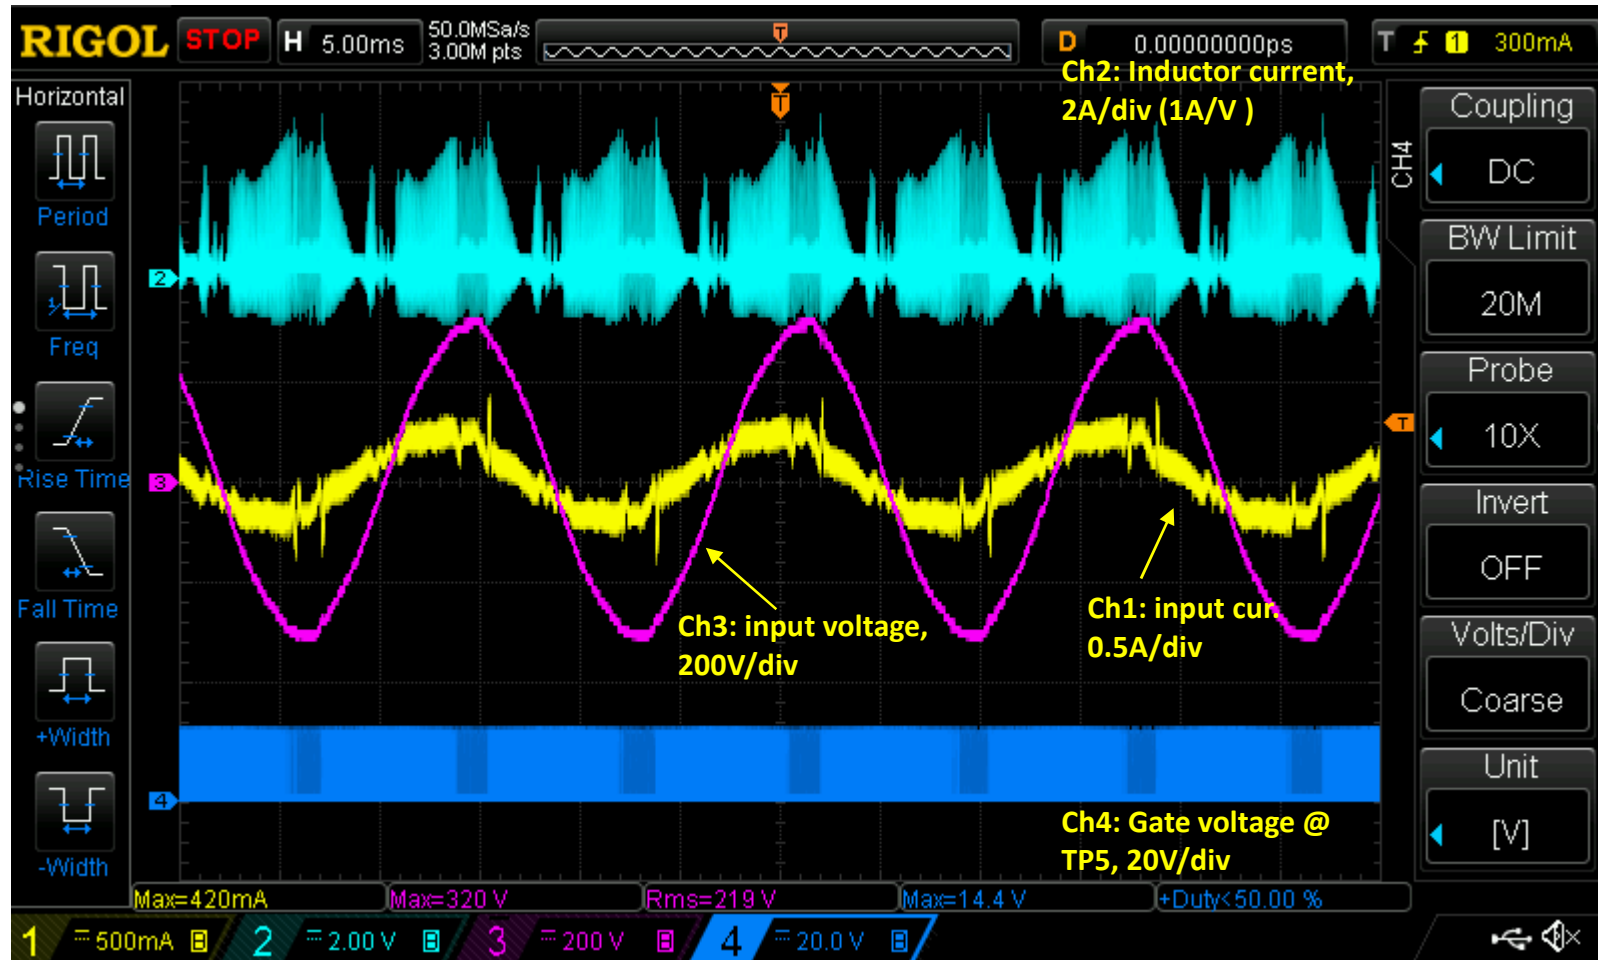 RIGOL STOP H 5.00ms 50.0MSa/s D 0.00000000ps T 1 300mA
3.00M pts
T
Horizontal
Period
Freq
Rise Time
Fall Time
+Width
-Width
Ch2: Inductor current,
2A/div (1A/V )
T
2
3
4
T
Ch3: input voltage,
200V/div
Ch1: input cur.
0.5A/div
Ch4: Gate voltage @
TP5, 20V/div
CH4
Coupling
DC
BW Limit
20M
Probe
10X
Invert
OFF
Volts/Div
Coarse
Unit
[V]
Max=420mA Max=320 V Rms=219 V Max=14.4 V +Duty<50.00 %
1 500mA B 2 2.00 V B 3 200 V B 4 20.0 V B